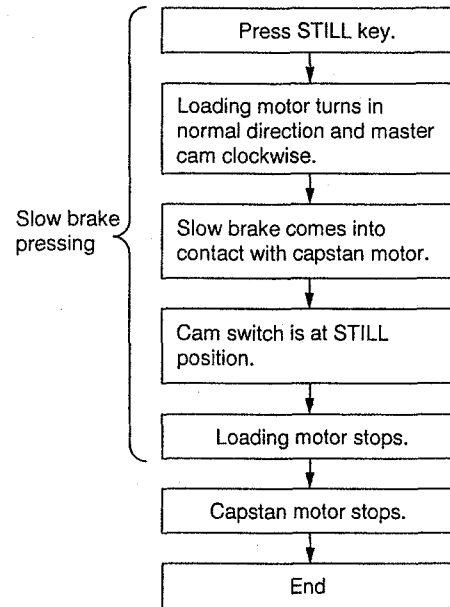 Press STILL key.
Loading motor turns in
normal direction and master
cam clockwise.
Slow brake
pressing
Slow brake comes into
contact with capstan motor.
Cam switch is at STILL
position.
Loading motor stops.
Capstan motor stops.
End